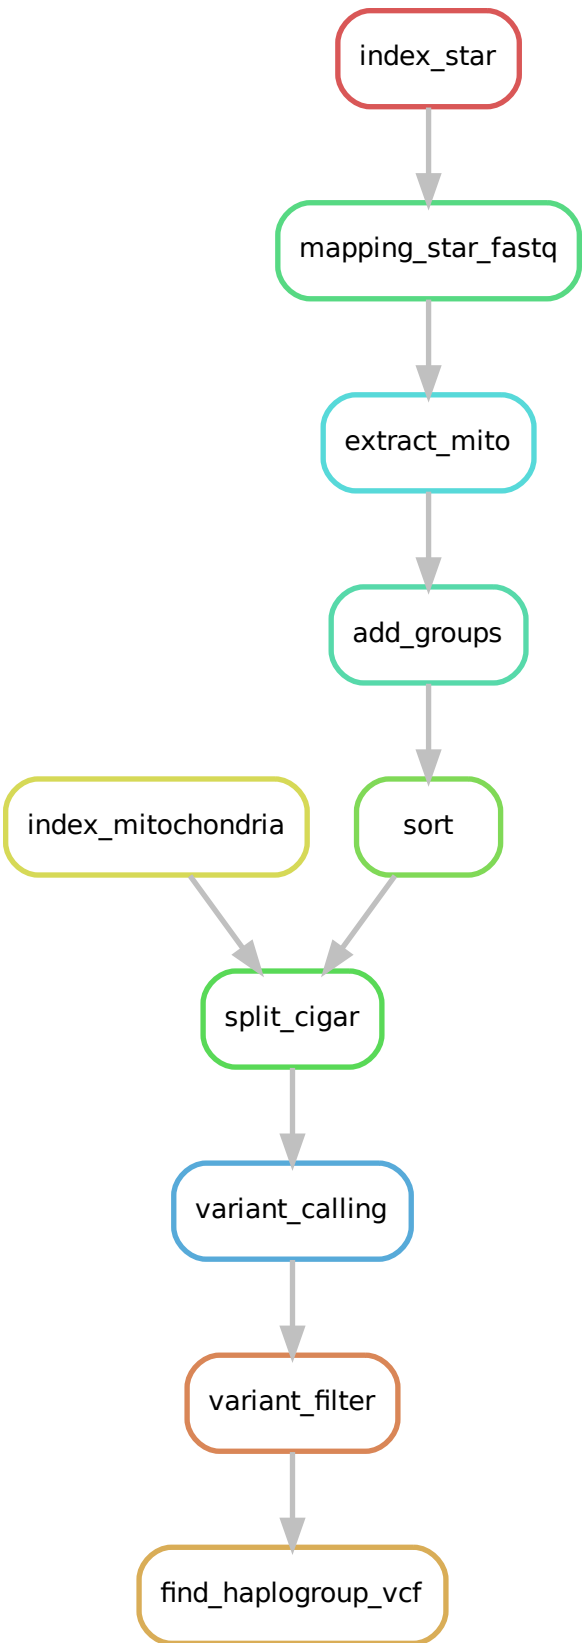 index_star
mapping_star_fastq
extract_mito
add_groups
index_mitochondria
sort
split_cigar
variant_calling
variant_filter
find_haplogroup_vcf